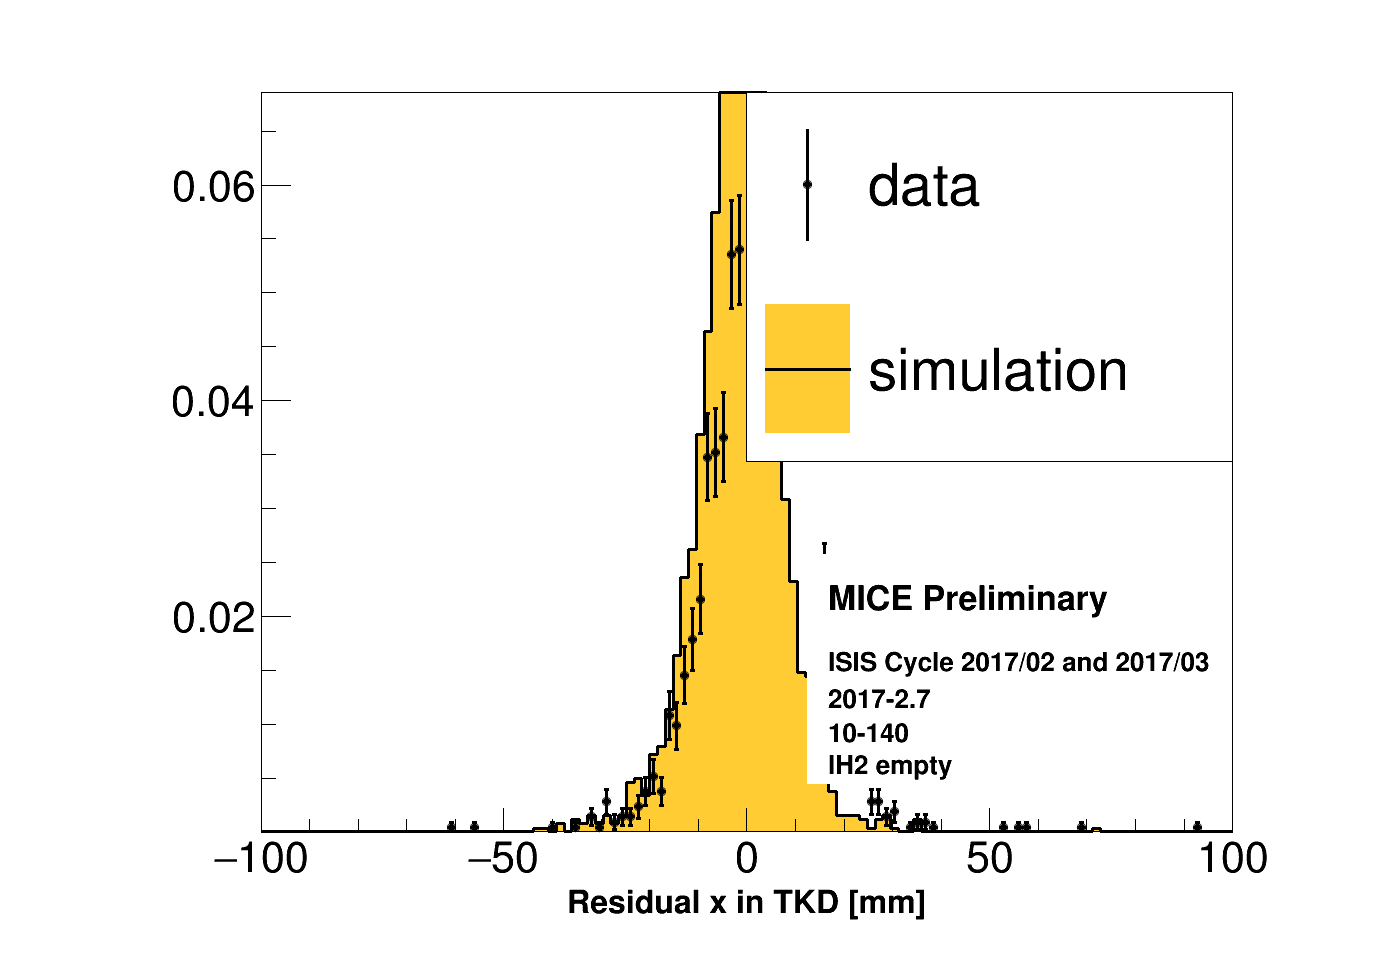 data
0.06
simulation
0.04
MICE Preliminary
0.02
ISIS Cycle 2017/02 and 2017/03
2017-2.7
10-140
IH2 empty
−100 −50 0 50 100
Residual x in TKD [mm]